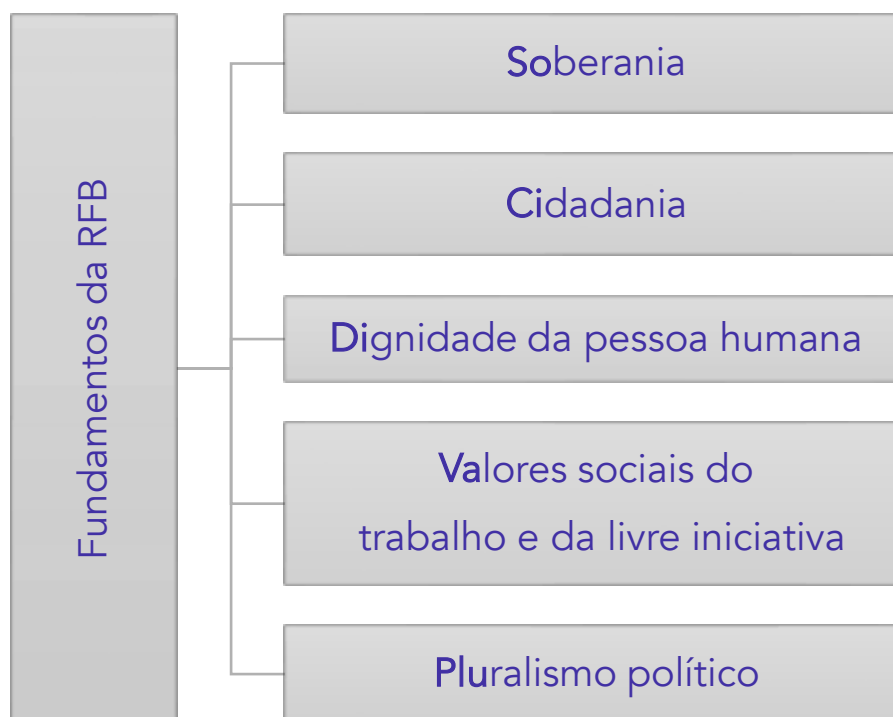 Fundamentos da RFB
Soberania
Cidadania
Dignidade da pessoa humana
Valores sociais do
trabalho e da livre iniciativa
Pluralismo político